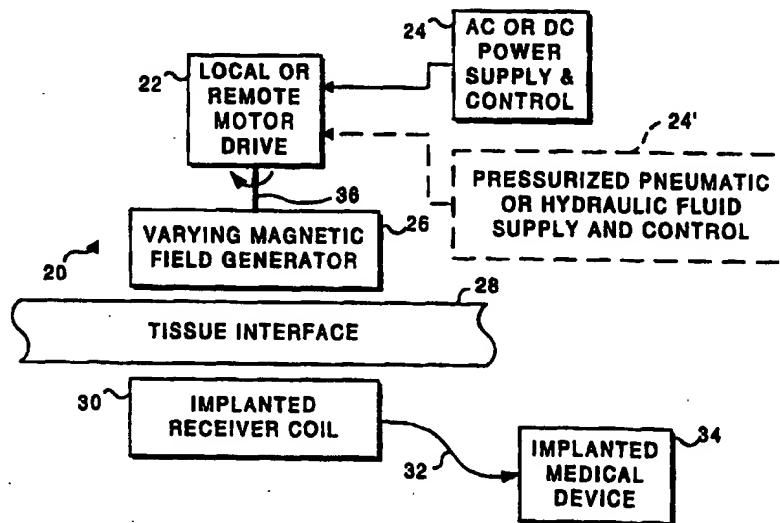 24
AC OR DC
POWER
SUPPLY &
CONTROL
22
LOCAL OR
REMOTE
MOTOR
DRIVE
24'
PRESSURIZED PNEUMATIC
OR HYDRAULIC FLUID
SUPPLY AND CONTROL
36
26
VARYING MAGNETIC
FIELD GENERATOR
20
28
TISSUE INTERFACE
30
IMPLANTED
RECEIVER COIL
32
34
IMPLANTED
MEDICAL
DEVICE